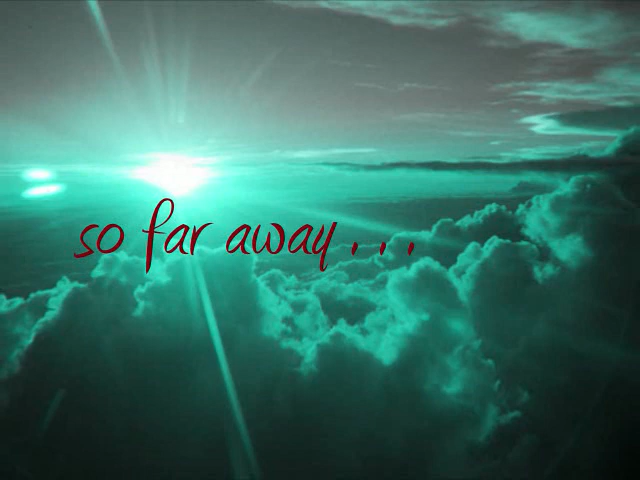 so far away . . .